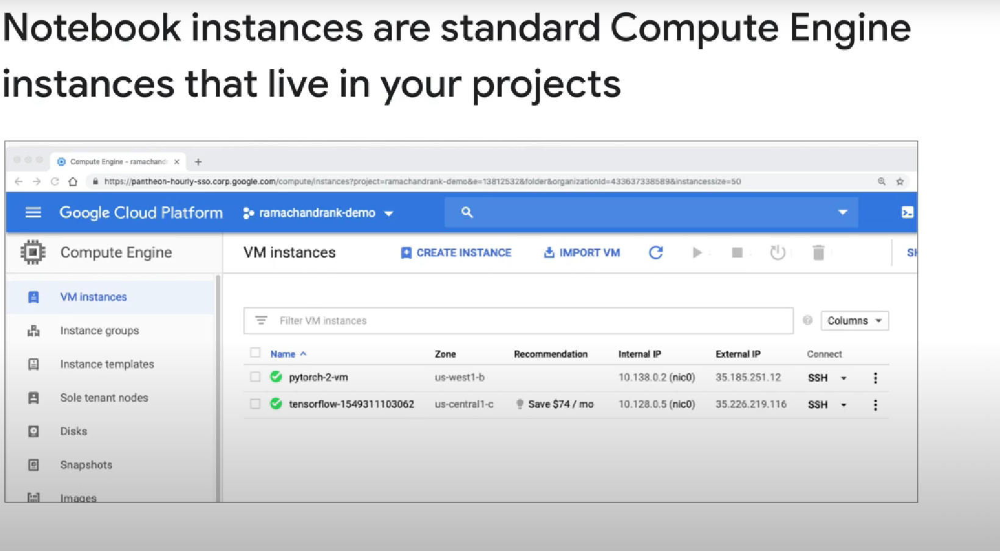 Notebook instances are standard Compute Engine
instances that live in your projects
Compute Engine - ramachand
https://pantheon-hourly-sso.corp.google.com/compute/instances?project=ramachandrank-demo&e=13812532&folder&organizationId=433637338589&instancessize=50
Google Cloud Platform
ramachandrank-demo
Compute Engine
VM instances
CREATE INSTANCE
IMPORT VM
VM instances
Instance groups
Instance templates
Sole tenant nodes
Disks
Snapshots
Images
Filter VM instances
Columns
Name Zone Recommendation Internal IP External IP Connect
pytorch-2-vm us-west1-b 10.138.0.2 (nic0) 35.185.251.12 SSH
tensorflow-1549311103062 us-central1-c Save $74 / mo 10.128.0.5 (nic0) 35.226.219.116 SSH